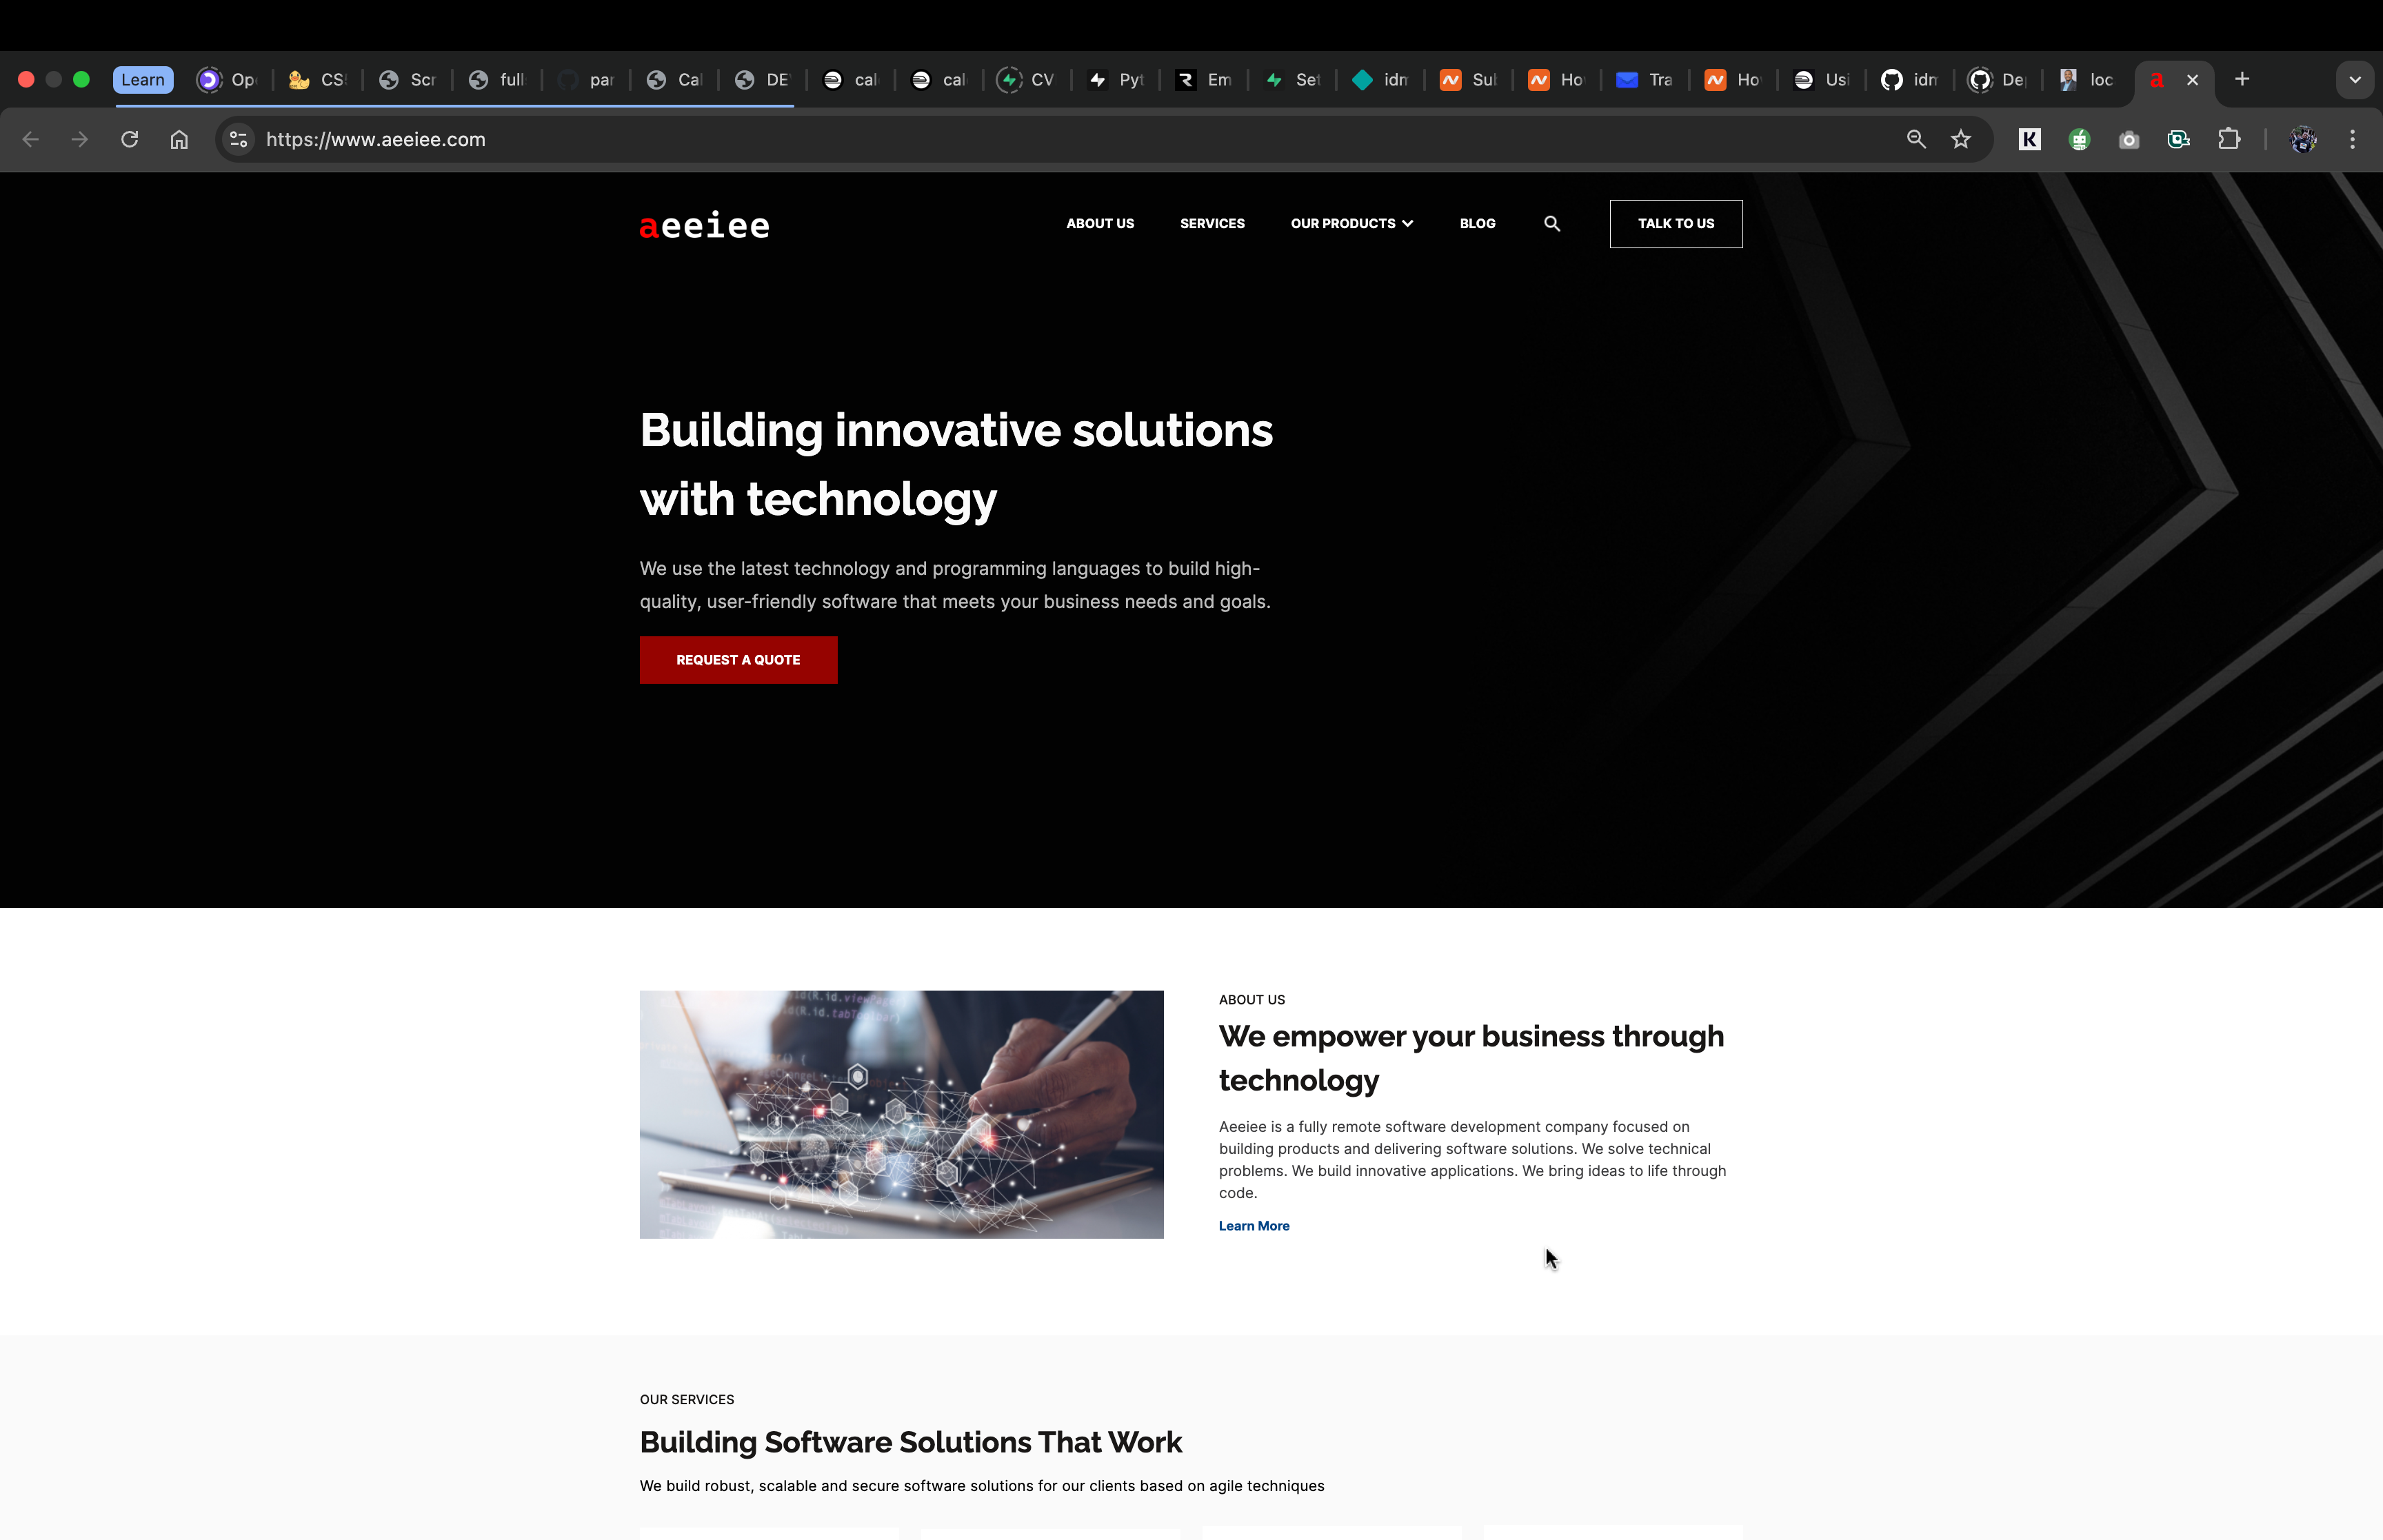 Learn
Op
CS
Scr
full
par
Cal
DE
cal
cal
CV
Pyt
Em
Set
idm
Sub
Ho
Tra
Ho
Usi
idm
De
loc
https://www.aeeiee.com
aeeiee
ABOUT US
SERVICES
OUR PRODUCTS
BLOG
TALK TO US
Building innovative solutions
with technology
We use the latest technology and programming languages to build high-
quality, user-friendly software that meets your business needs and goals.
REQUEST A QUOTE
ABOUT US
We empower your business through
technology
Aeeiee is a fully remote software development company focused on
building products and delivering software solutions. We solve technical
problems. We build innovative applications. We bring ideas to life through
code.
Learn More
OUR SERVICES
Building Software Solutions That Work
We build robust, scalable and secure software solutions for our clients based on agile techniques